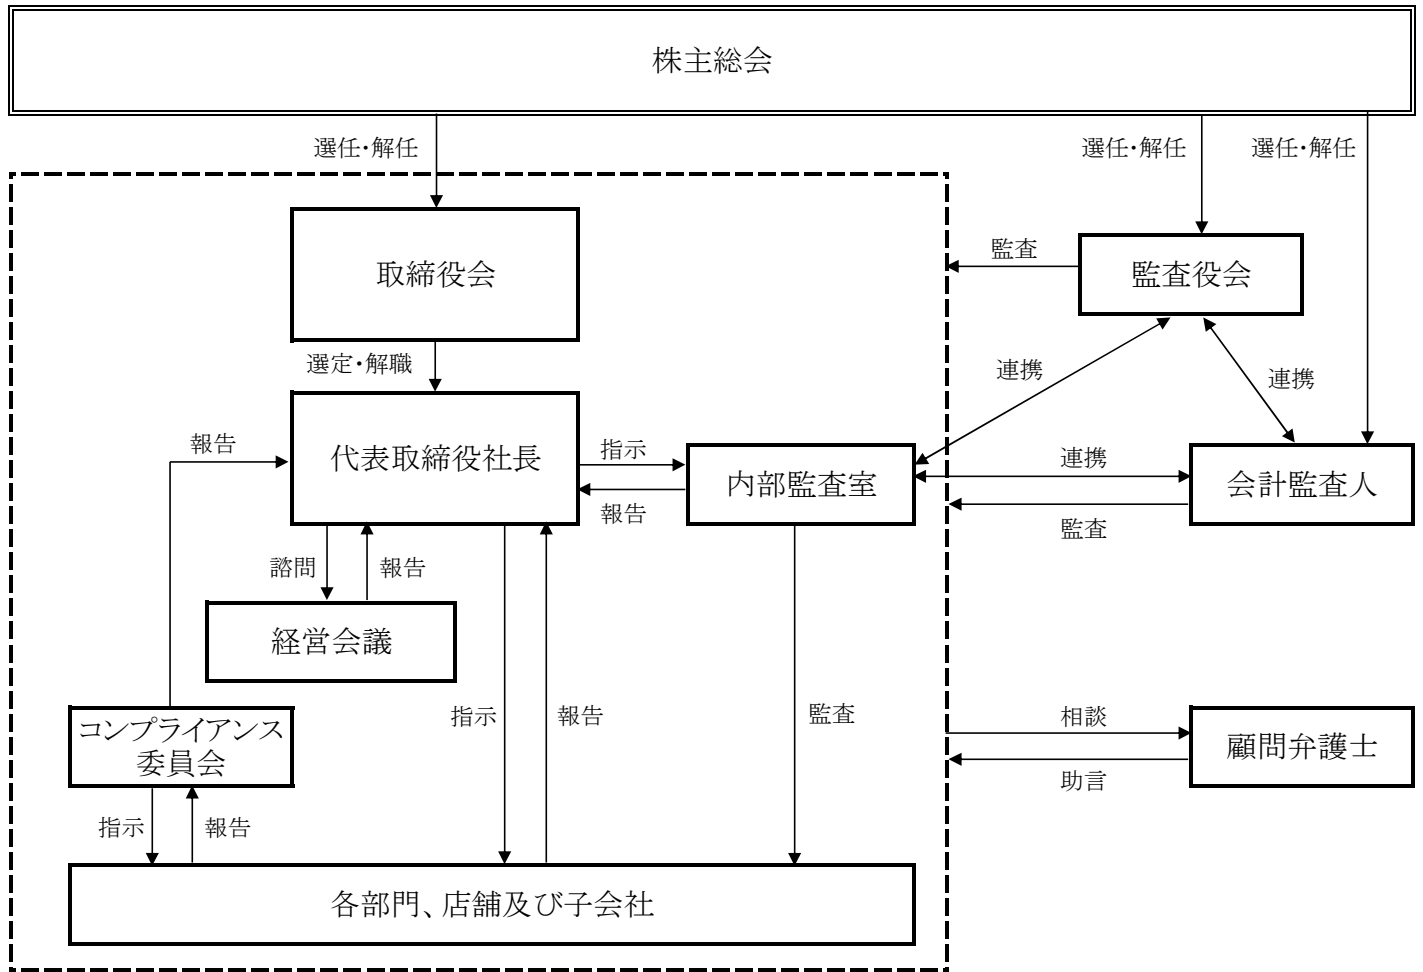 株主総会
選任・解任
選任・解任
選任・解任
取締役会
監査
監査役会
選定・解職
連携
連携
報告
代表取締役社長
指示
報告
内部監査室
連携
監査
会計監査人
諮問
報告
経営会議
コンプライアンス
委員会
指示
報告
監査
相談
助言
顧問弁護士
指示
報告
各部門、店舗及び子会社